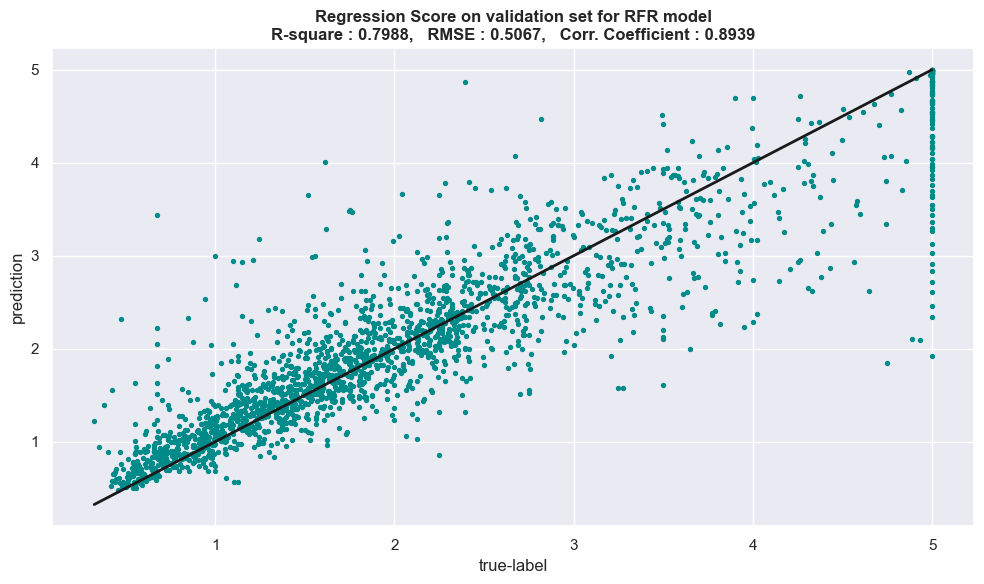 Regression Score on validation set for RFR model
R-square : 0.7988,   RMSE : 0.5067,   Corr. Coefficient : 0.8939
5
4
3
2
1
prediction
1 2 3 4 5
true-label